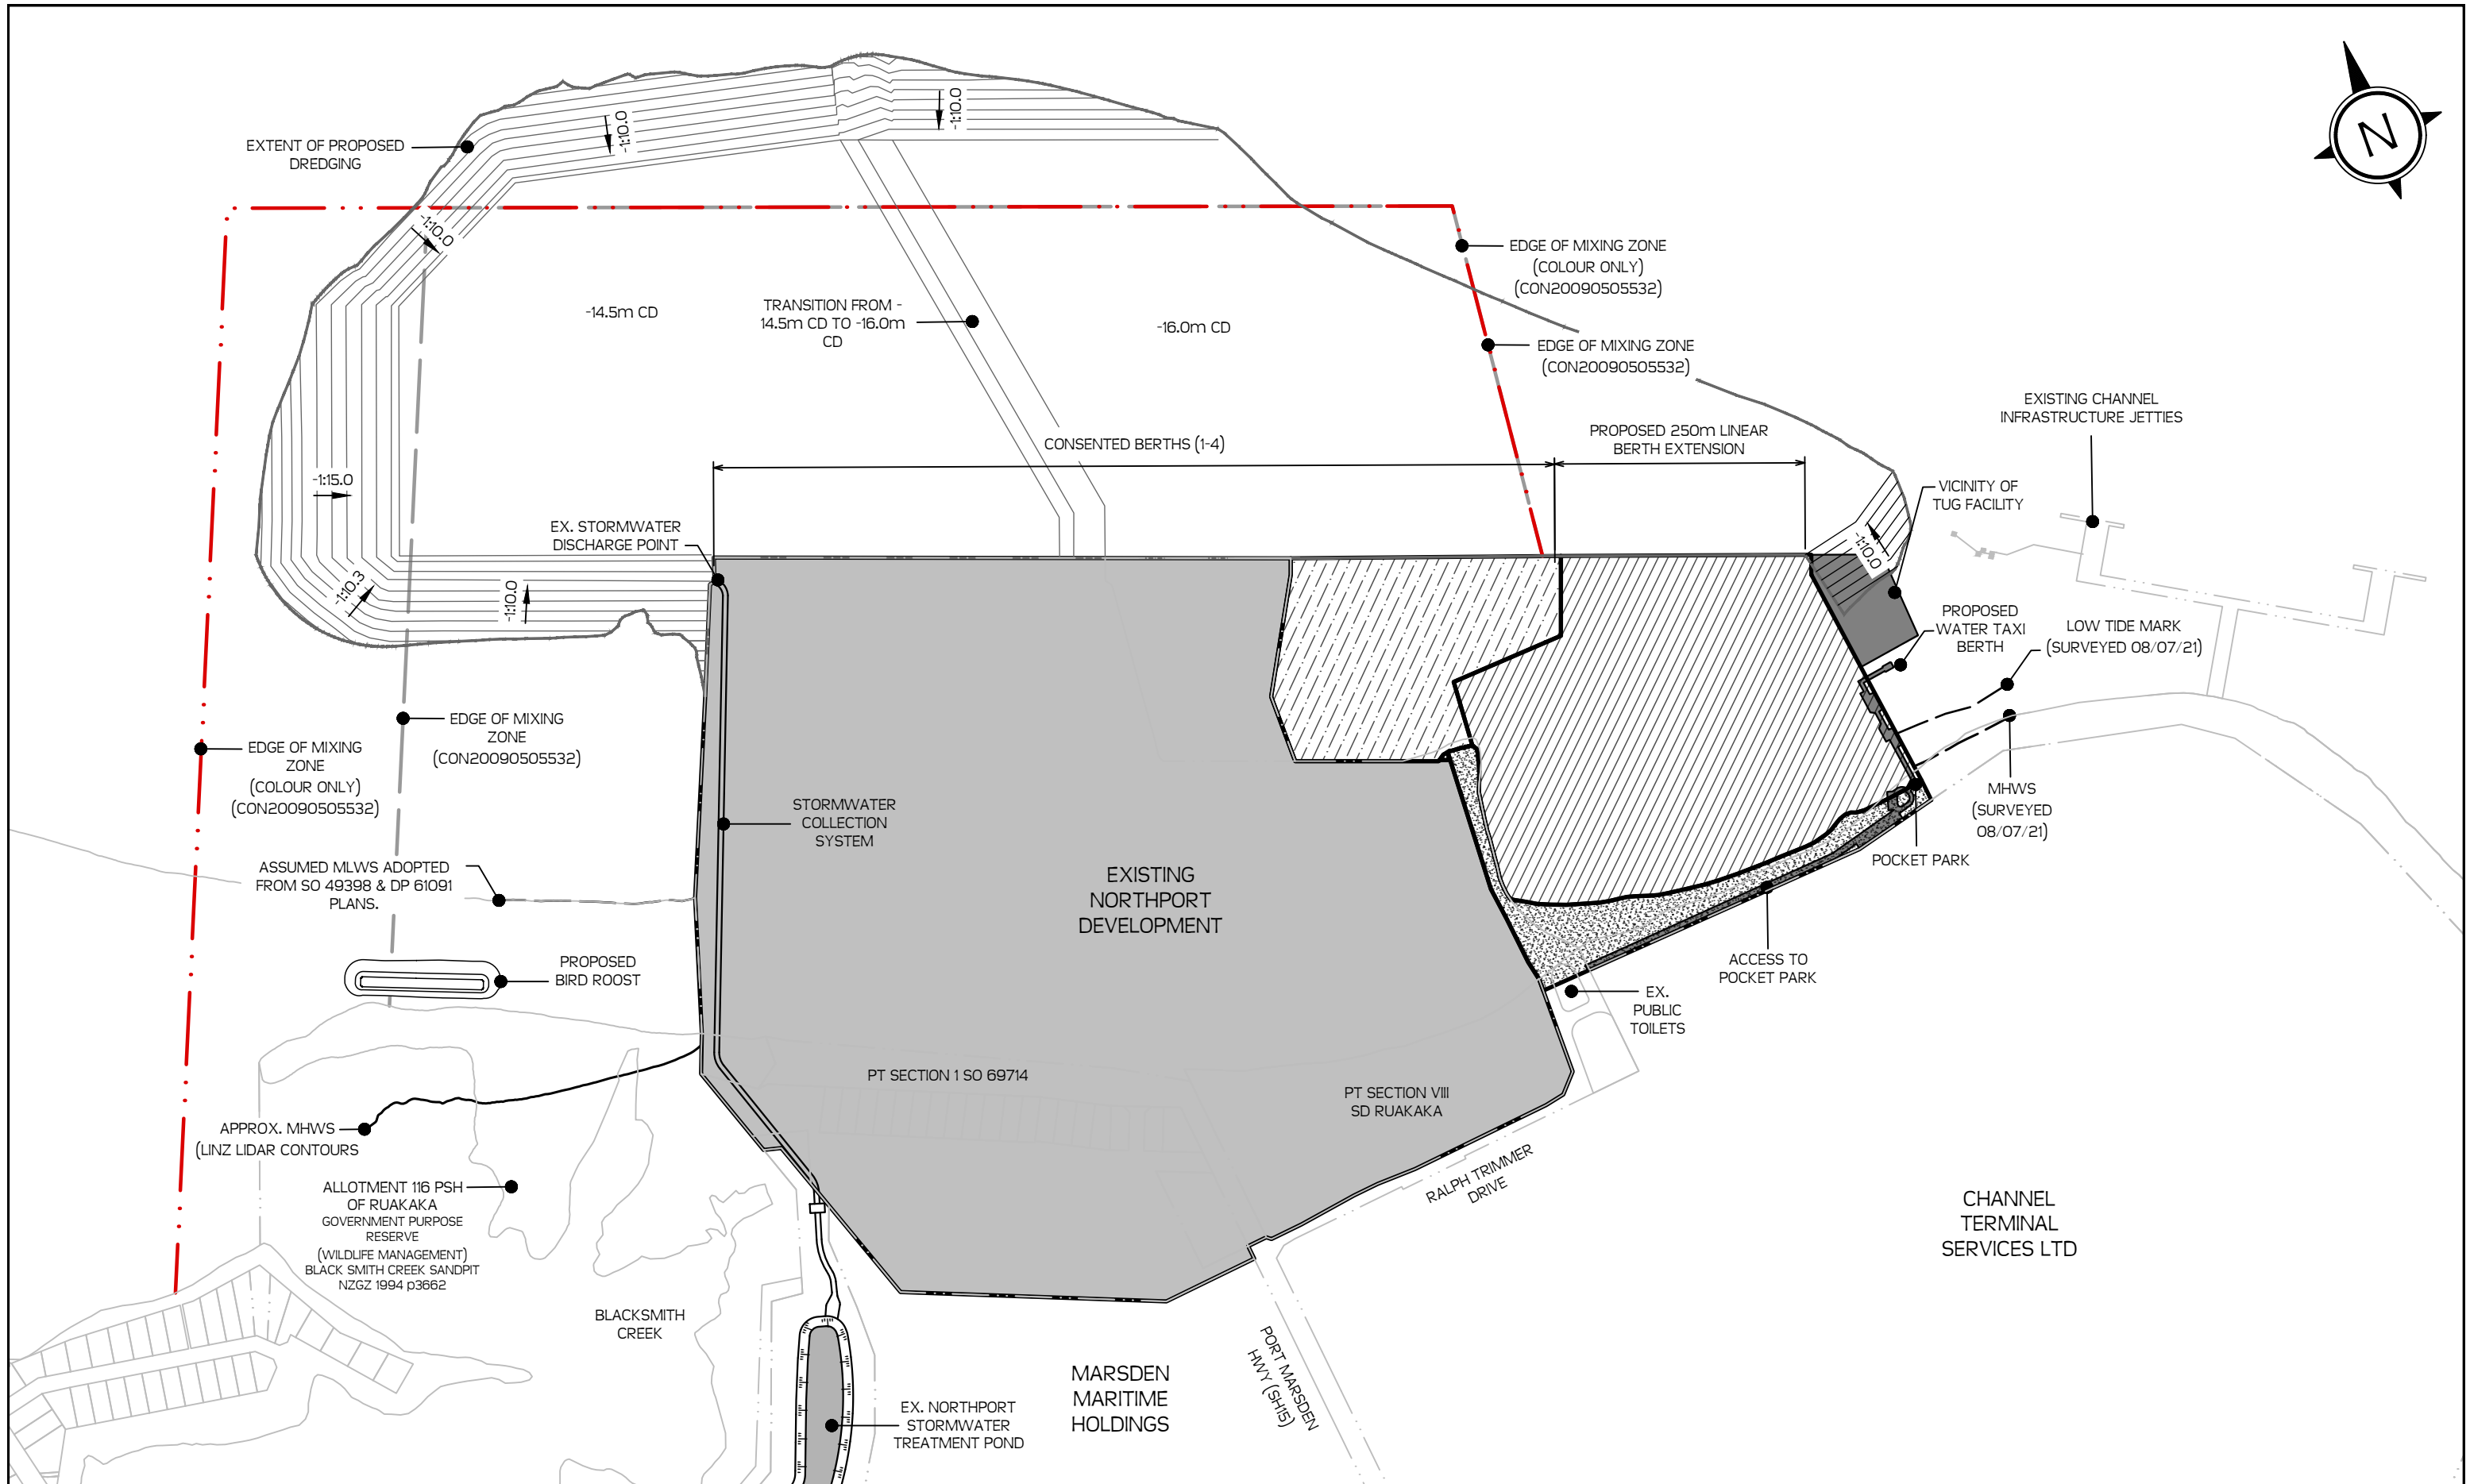 N
EXTENT OF PROPOSED
DREDGING
-1:10.0
-1:10.0
-1:10.0
EDGE OF MIXING ZONE
(COLOUR ONLY)
(CON20090505532)
-14.5m CD
TRANSITION FROM -
14.5m CD TO -16.0m
CD
-16.0m CD
EDGE OF MIXING ZONE
(CON20090505532)
EXISTING CHANNEL
INFRASTRUCTURE JETTIES
CONSENTED BERTHS (1-4)
PROPOSED 250m LINEAR
BERTH EXTENSION
-1:15.0
VICINITY OF
TUG FACILITY
EX. STORMWATER
DISCHARGE POINT
-1:10.0
-1:10.3
-1:10.0
PROPOSED
WATER TAXI
BERTH
LOW TIDE MARK
(SURVEYED 08/07/21)
EDGE OF MIXING
ZONE
(CON20090505532)
EDGE OF MIXING
ZONE
(COLOUR ONLY)
(CON20090505532)
MHWS
(SURVEYED
08/07/21)
STORMWATER
COLLECTION
SYSTEM
POCKET PARK
ASSUMED MLWS ADOPTED
FROM SO 49398 & DP 61091
PLANS.
EXISTING
NORTHPORT
DEVELOPMENT
PROPOSED
BIRD ROOST
ACCESS TO
POCKET PARK
EX.
PUBLIC
TOILETS
PT SECTION 1 SO 69714
PT SECTION VIII
SD RUAKAKA
APPROX. MHWS
(LINZ LIDAR CONTOURS
RALPH TRIMMER
DRIVE
ALLOTMENT 116 PSH
OF RUAKAKA
GOVERNMENT PURPOSE
RESERVE
(WILDLIFE MANAGEMENT)
BLACK SMITH CREEK SANDPIT
NZGZ 1994 p3662
CHANNEL
TERMINAL
SERVICES LTD
BLACKSMITH
CREEK
PORT MARSDEN
HWY (SH15)
MARSDEN
MARITIME
HOLDINGS
EX. NORTHPORT
STORMWATER
TREATMENT POND